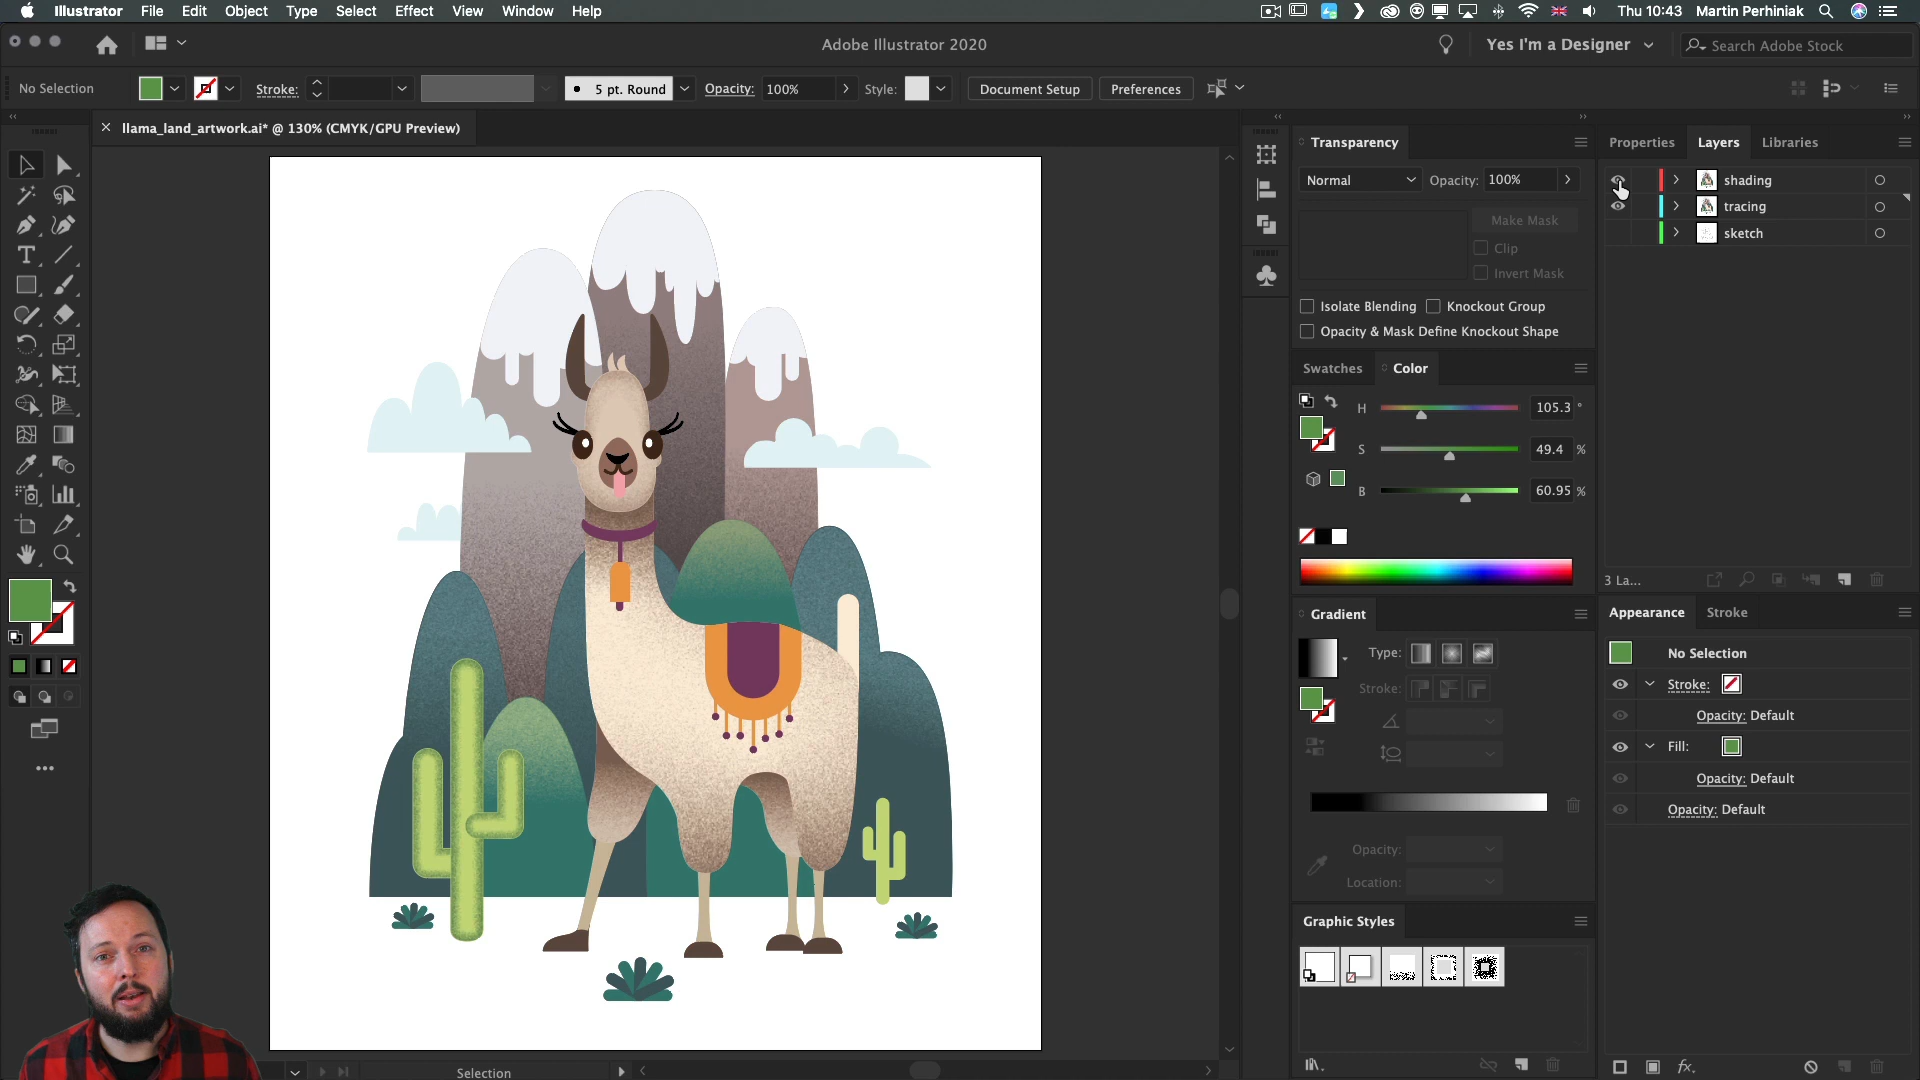 Illustrator File Edit Object Type Select Effect View Window Help
Thu 10:43 Martin Perhiniak
Adobe Illustrator 2020
Yes I'm a Designer
Search Adobe Stock
No Selection
Stroke:
5 pt. Round
Opacity: 100%
Style:
Document Setup
Preferences
llama_land_artwork.ai* @ 130% (CMYK/GPU Preview)
Transparency
Normal
Opacity: 100%
Make Mask
Clip
Invert Mask
Isolate Blending
Knockout Group
Opacity & Mask Define Knockout Shape
Swatches
Color
H 105.3 °
S 49.4 %
B 60.95 %
Gradient
Type:
Stroke:
Opacity:
Location:
Graphic Styles
Properties
Layers
Libraries
shading
tracing
sketch
3 La...
Appearance
Stroke
No Selection
Stroke:
Opacity: Default
Fill:
Opacity: Default
Opacity: Default
Selection